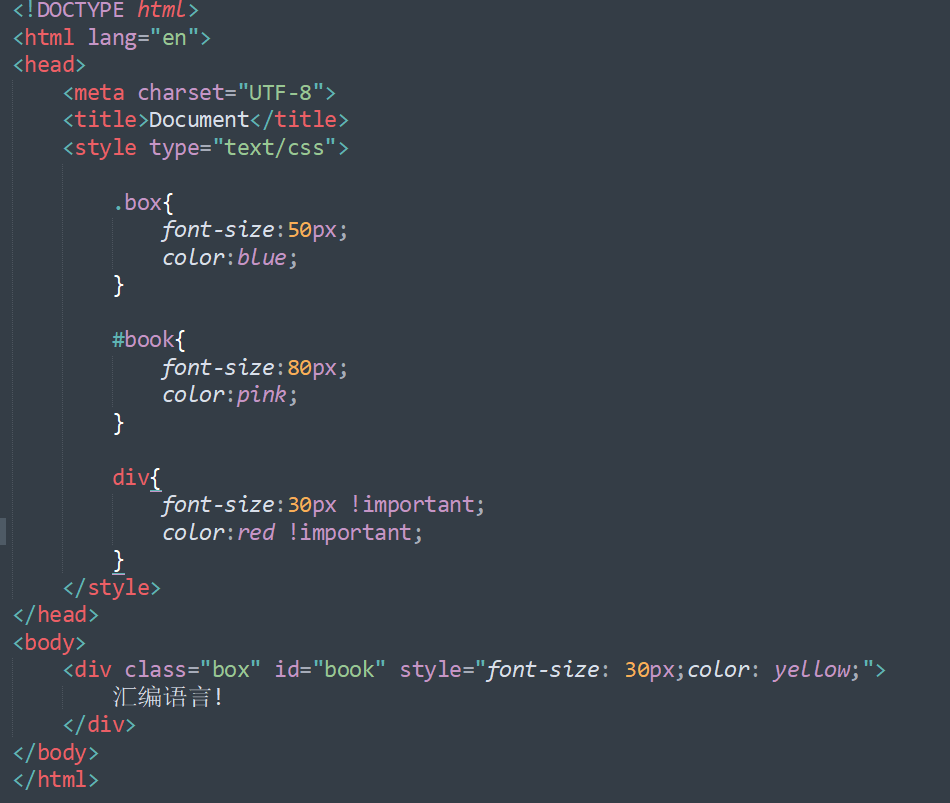 <!DOCTYPE html>
<html lang="en">
<head>
    <meta charset="UTF-8">
    <title>Document</title>
    <style type="text/css">

        .box{
            font-size:50px;
            color:blue;
        }

        #book{
            font-size:80px;
            color:pink;
        }

        div{
            font-size:30px !important;
            color:red !important;
        }
    </style>
</head>
<body>
    <div class="box" id="book" style="font-size: 30px;color: yellow;">
        汇编语言!
    </div>
</body>
</html>